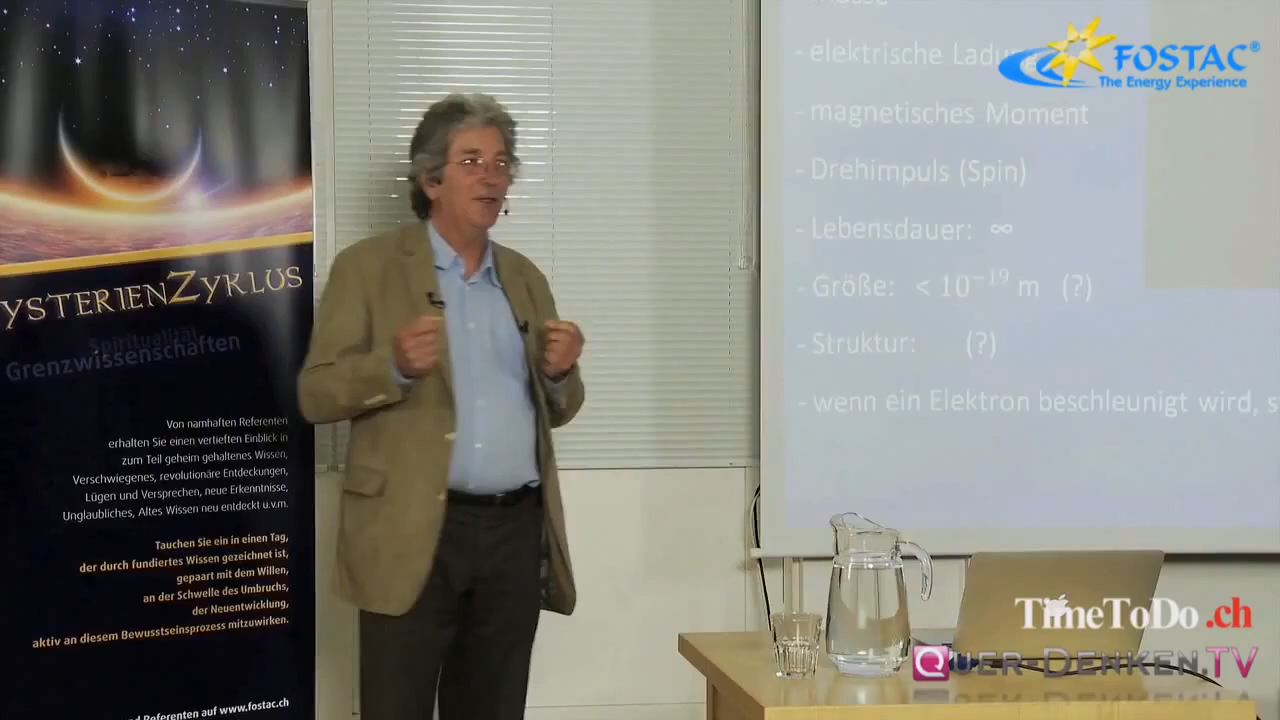 YSTERIENZYKLUS
Spiritualität
Grenzwissenschaften
Von namhaften Referenten
erhalten Sie einen vertieften Einblick in
zum Teil geheim gehaltenes Wissen,
Verschwiegenes, revolutionäre Entdeckungen,
Lügen und Versprechen, neue Erkenntnisse,
Unglaubliches, Altes Wissen neu entdeckt u.v.m.
Tauchen Sie ein in einen Tag,
der durch fundiertes Wissen gezeichnet ist,
gepaart mit dem Willen,
an der Schwelle des Umbruchs,
der Neuentwicklung,
aktiv an diesem Bewusstseinsprozess mitzuwirken.
Referenten auf www.fostac.ch
- elektrische Ladung
- magnetisches Moment
- Drehimpuls (Spin)
- Lebensdauer: ∞
- Größe: < 10⁻¹⁹ m (?)
- Struktur: (?)
- wenn ein Elektron beschleunigt wird, s
FOSTAC®
The Energy Experience
TimeToDo.ch
QUER-DENKEN.TV